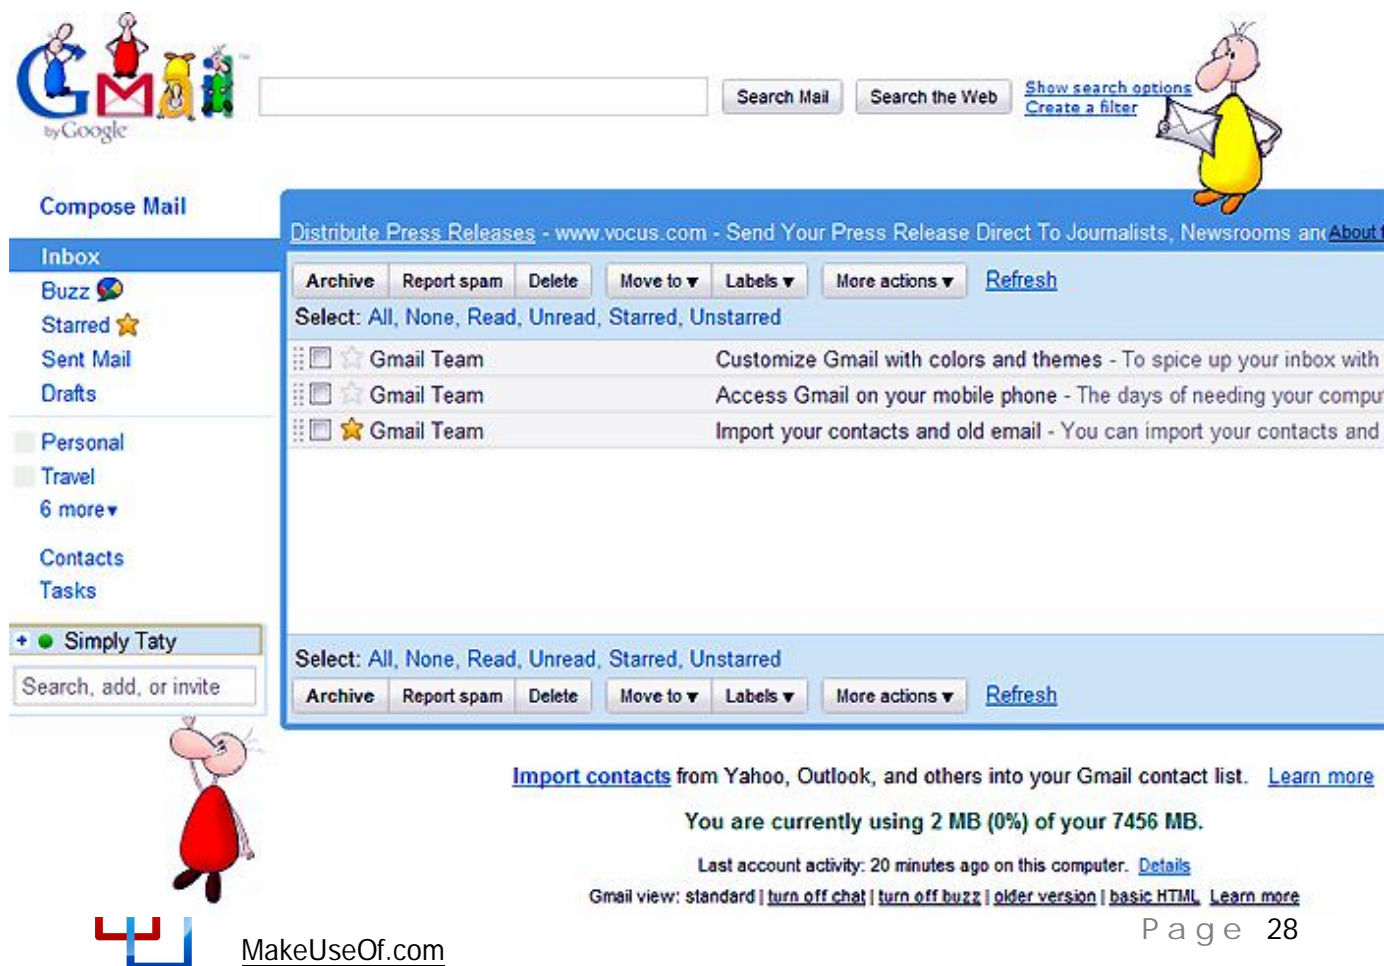 GMail™
by Google
Search Mail Search the Web Show search options
Create a filter
Compose Mail
Inbox
Buzz
Starred
Sent Mail
Drafts
Personal
Travel
6 more▾
Contacts
Tasks
+ Simply Taty
Search, add, or invite
Distribute Press Releases - www.vocus.com - Send Your Press Release Direct To Journalists, Newsrooms and About
Archive Report spam Delete Move to ▾ Labels ▾ More actions ▾ Refresh
Select: All, None, Read, Unread, Starred, Unstarred
Gmail Team Customize Gmail with colors and themes - To spice up your inbox with
Gmail Team Access Gmail on your mobile phone - The days of needing your compu
Gmail Team Import your contacts and old email - You can import your contacts and
Select: All, None, Read, Unread, Starred, Unstarred
Archive Report spam Delete Move to ▾ Labels ▾ More actions ▾ Refresh
Import contacts from Yahoo, Outlook, and others into your Gmail contact list. Learn more
You are currently using 2 MB (0%) of your 7456 MB.
Last account activity: 20 minutes ago on this computer. Details
Gmail view: standard | turn off chat | turn off buzz | older version | basic HTML Learn more
MakeUseOf.com
Page 28